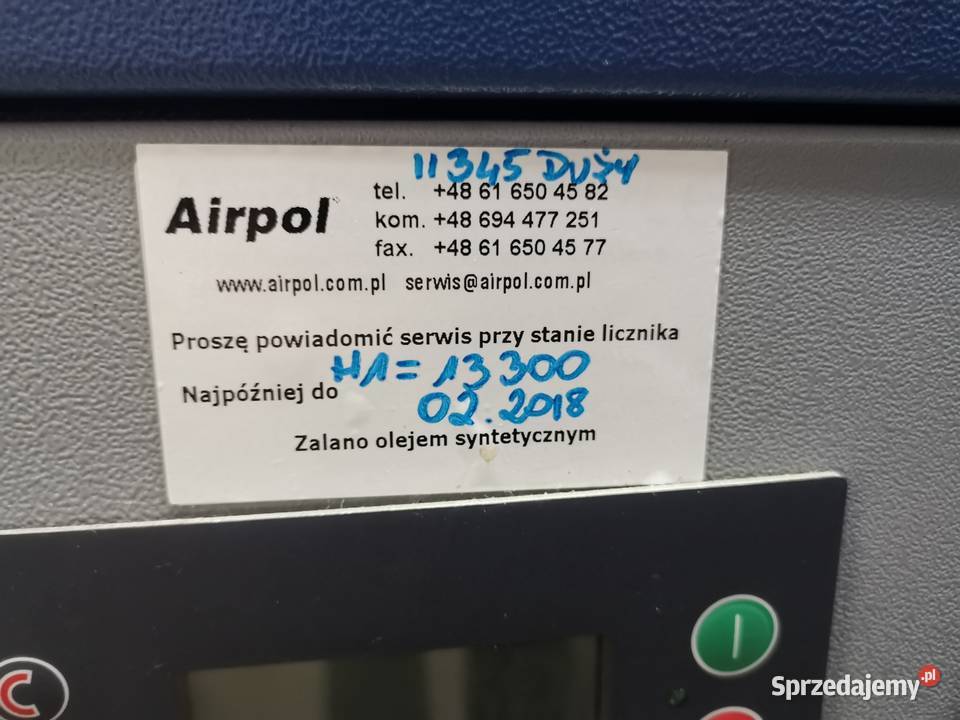 11345 DUŻY
Airpol
tel. +48 61 650 45 82
kom. +48 694 477 251
fax. +48 61 650 45 77
www.airpol.com.pl serwis@airpol.com.pl
Proszę powiadomić serwis przy stanie licznika
H1 = 13300
Najpóźniej do 02.2018
Zalano olejem syntetycznym
C
Sprzedajemy.pl